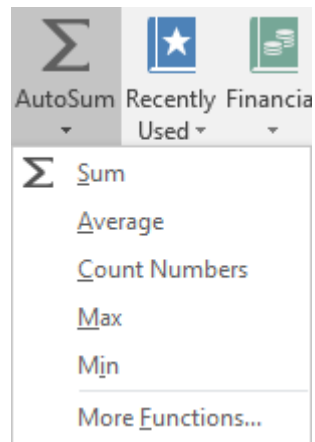 AutoSum Recently Financia
Used
Sum
Average
Count Numbers
Max
Min
More Functions...